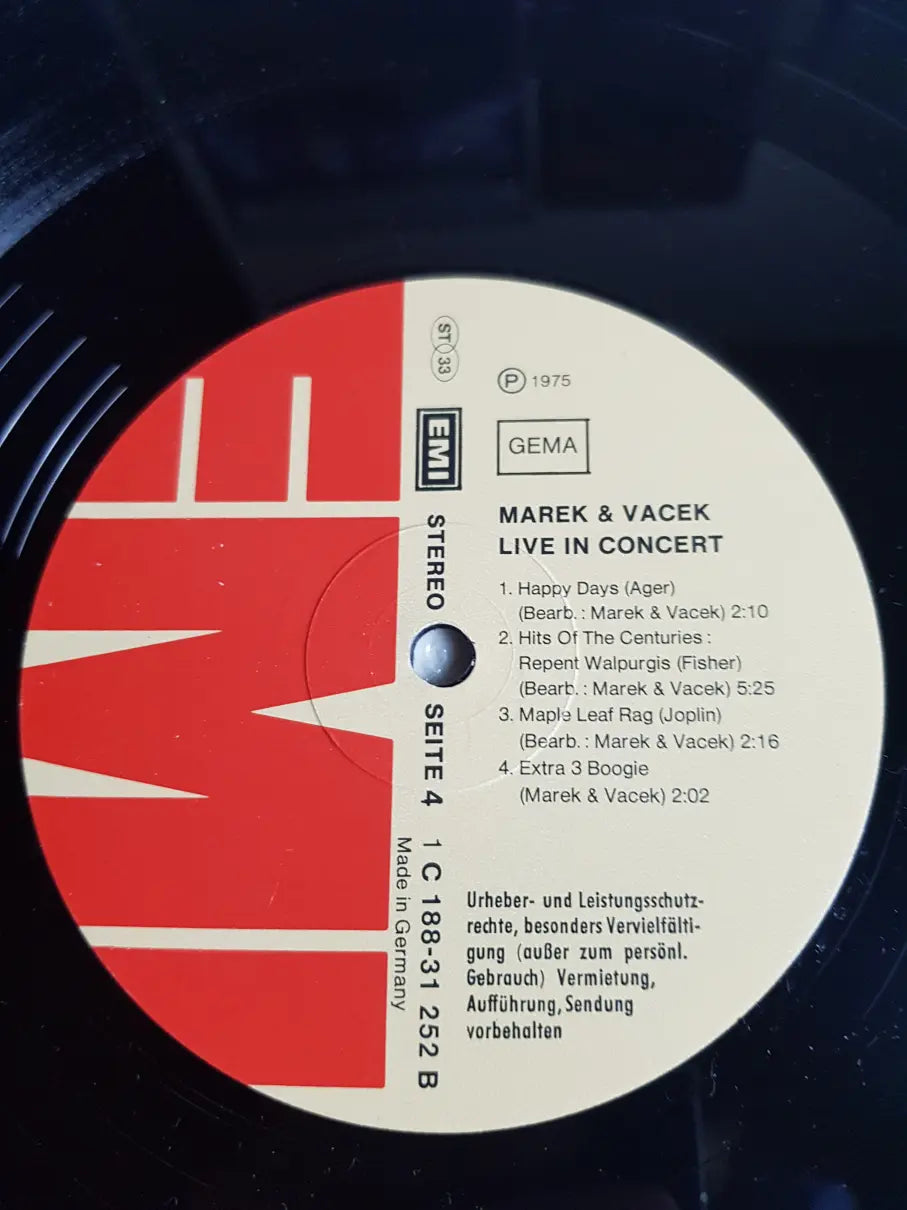 EMI
ST 33
EMI
STEREO
SEITE 4
1 C 188-31 252 B
Made in Germany
Ⓟ 1975
GEMA
MAREK & VACEK
LIVE IN CONCERT
1. Happy Days (Ager)
(Bearb.: Marek & Vacek) 2:10
2. Hits Of The Centuries:
Repent Walpurgis (Fisher)
(Bearb.: Marek & Vacek) 5:25
3. Maple Leaf Rag (Joplin)
(Bearb.: Marek & Vacek) 2:16
4. Extra 3 Boogie
(Marek & Vacek) 2:02
Urheber- und Leistungsschutz-
rechte, besonders Vervielfälti-
gung (außer zum persönl.
Gebrauch) Vermietung,
Aufführung, Sendung
vorbehalten